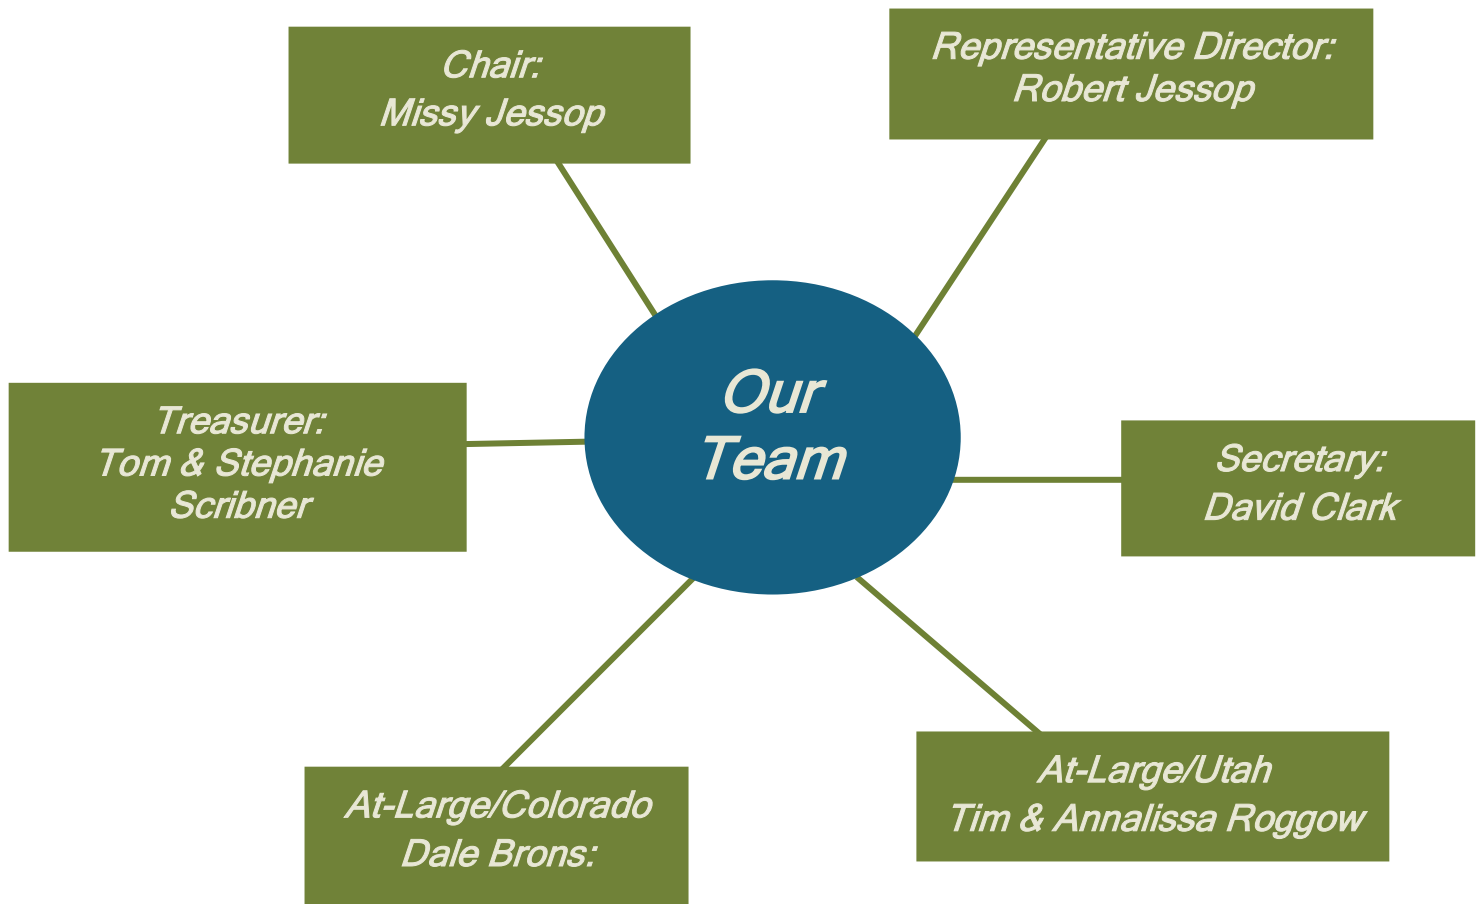 Chair:
Missy Jessop
Representative Director:
Robert Jessop
Our
Team
Treasurer:
Tom & Stephanie
Scribner
Secretary:
David Clark
At-Large/Colorado
Dale Brons:
At-Large/Utah
Tim & Annalissa Roggow